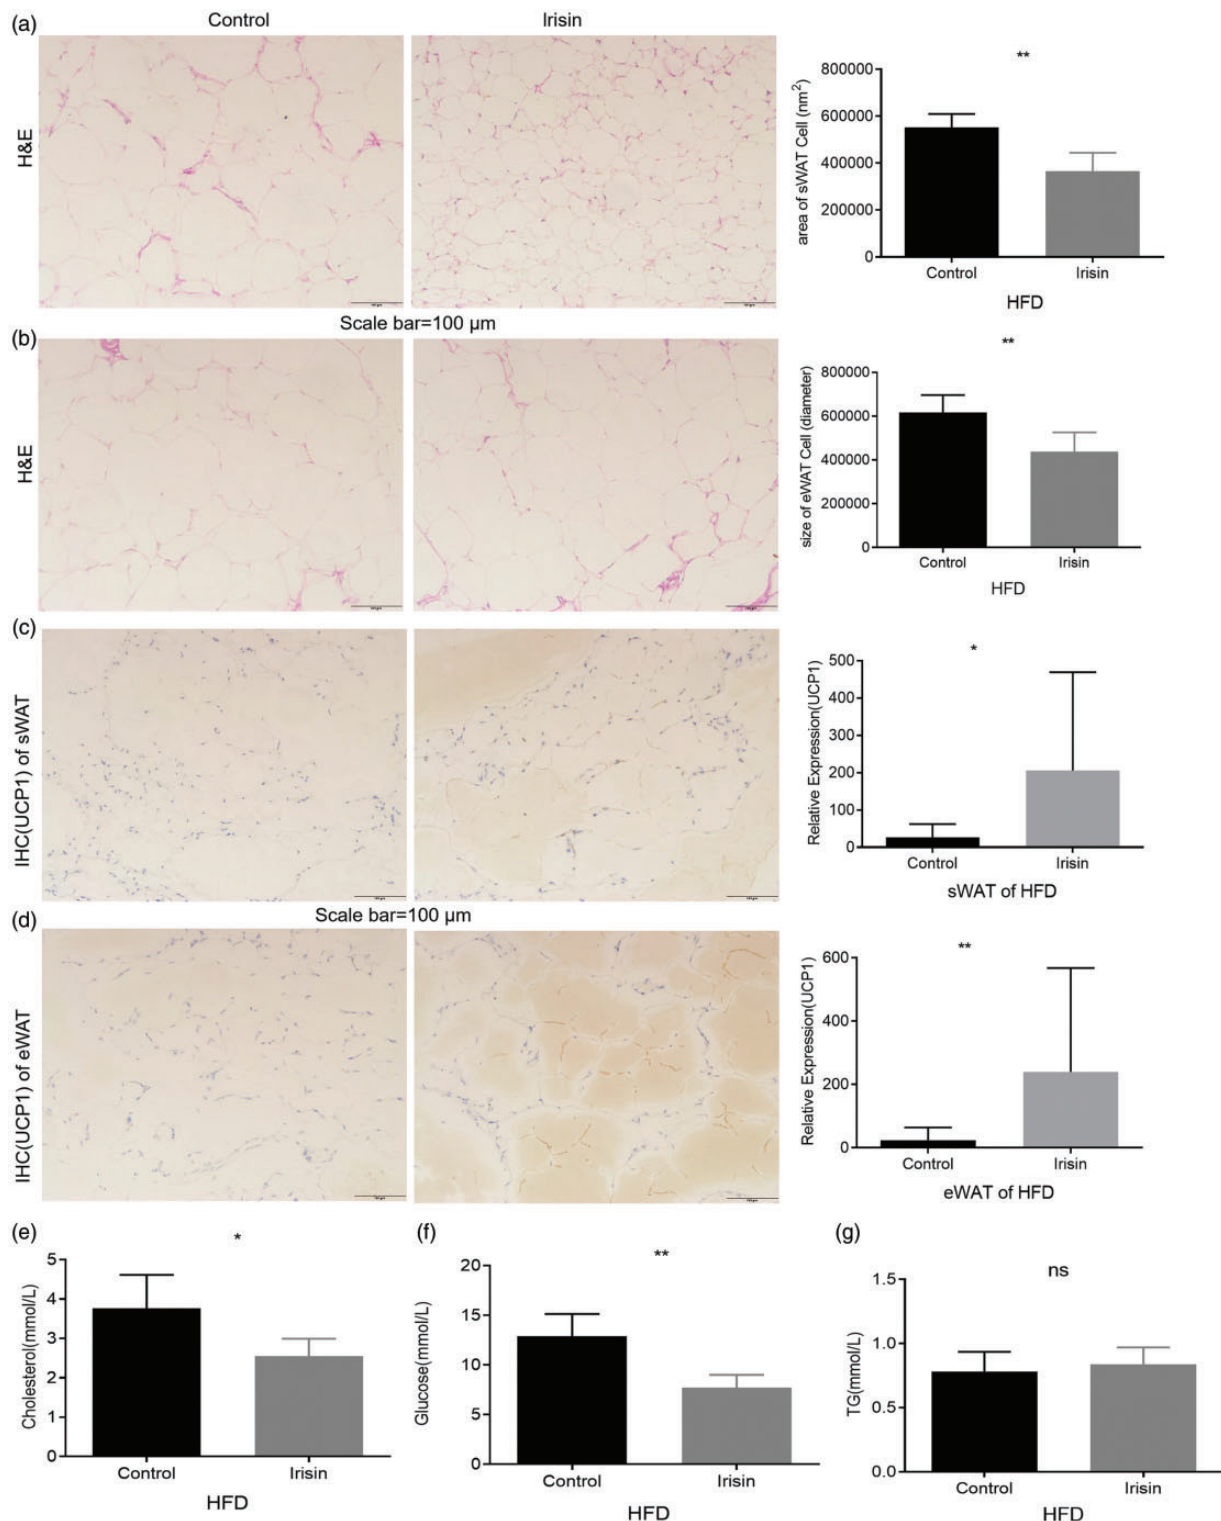 (a)
Control
Irisin
H&E
**
area of sWAT Cell (nm²)
800000
600000
400000
200000
0
Control
Irisin
HFD
Scale bar=100 μm
(b)
H&E
**
size of eWAT Cell (diameter)
800000
600000
400000
200000
0
Control
Irisin
HFD
(c)
IHC(UCP1) of sWAT
*
Relative Expression(UCP1)
500
400
300
200
100
0
Control
Irisin
sWAT of HFD
Scale bar=100 μm
(d)
IHC(UCP1) of eWAT
**
Relative Expression(UCP1)
600
400
200
0
Control
Irisin
eWAT of HFD
(e)
*
Cholesterol(mmol/L)
5
4
3
2
1
0
Control
Irisin
HFD
(f)
**
Glucose(mmol/L)
20
15
10
5
0
Control
Irisin
HFD
(g)
ns
TG(mmol/L)
1.5
1.0
0.5
0.0
Control
Irisin
HFD